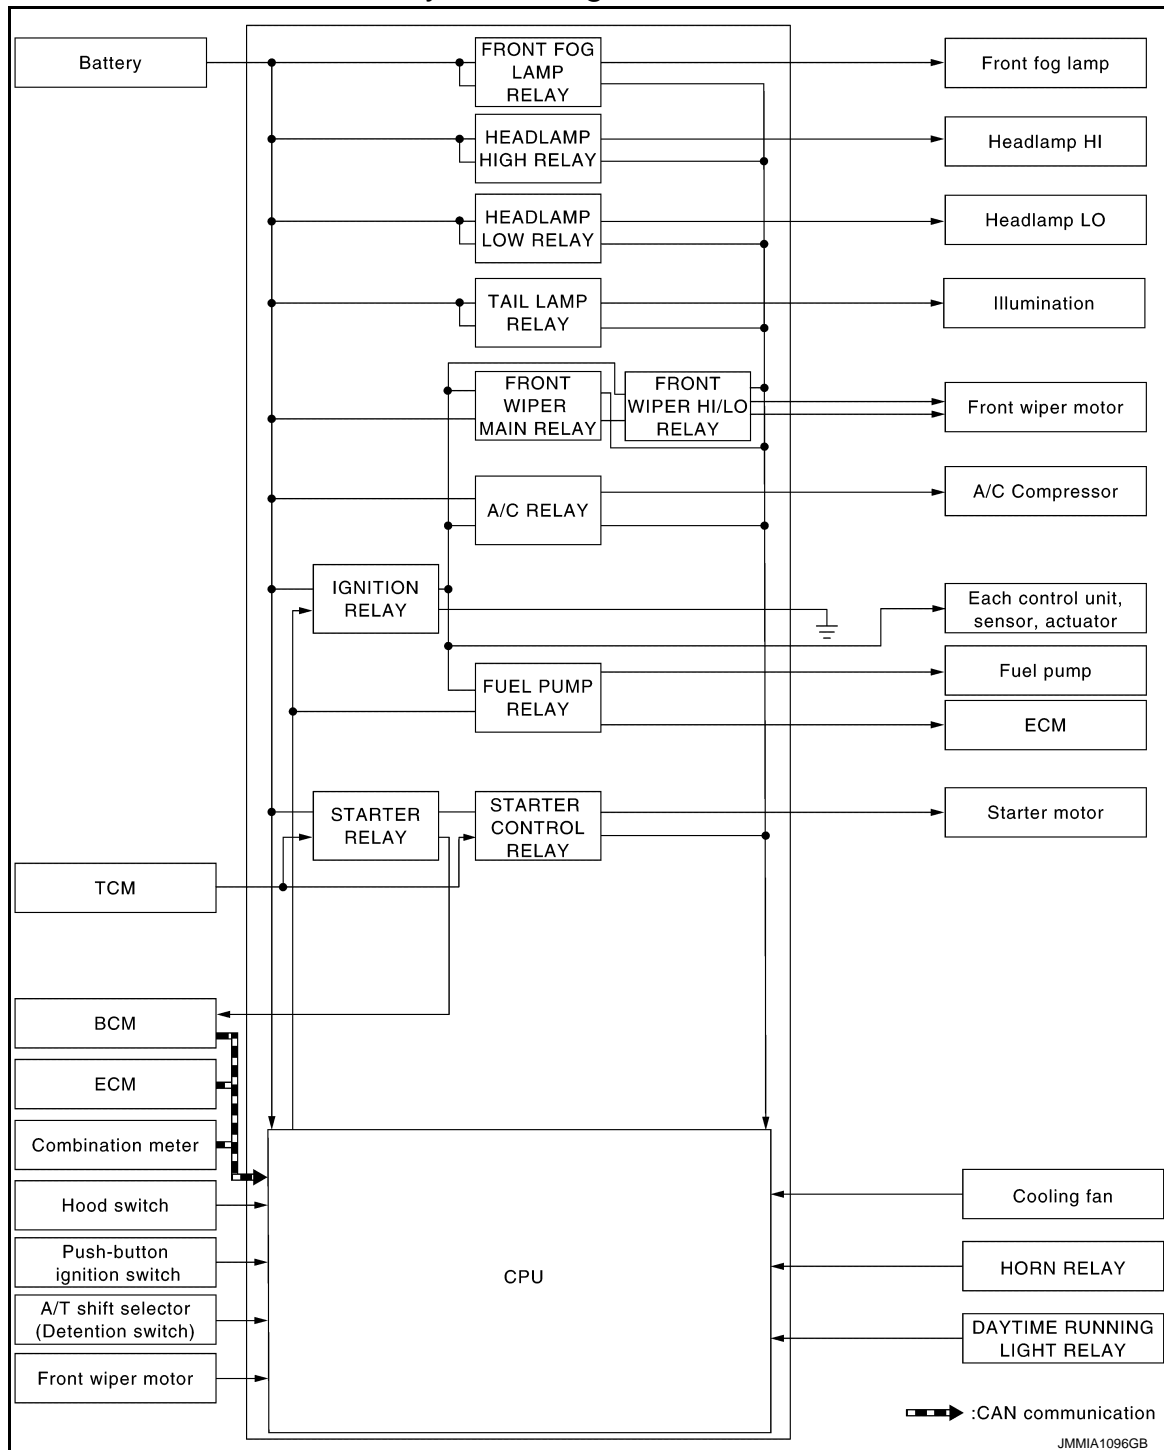 Battery
FRONT FOG
LAMP
RELAY
Front fog lamp
HEADLAMP
HIGH RELAY
Headlamp HI
HEADLAMP
LOW RELAY
Headlamp LO
TAIL LAMP
RELAY
Illumination
FRONT
WIPER
MAIN RELAY
FRONT
WIPER HI/LO
RELAY
Front wiper motor
A/C RELAY
A/C Compressor
IGNITION
RELAY
Each control unit,
sensor, actuator
FUEL PUMP
RELAY
Fuel pump
ECM
STARTER
RELAY
STARTER
CONTROL
RELAY
Starter motor
TCM
BCM
ECM
Combination meter
Hood switch
Push-button
ignition switch
A/T shift selector
(Detention switch)
Front wiper motor
CPU
Cooling fan
HORN RELAY
DAYTIME RUNNING
LIGHT RELAY
:CAN communication
JMMIA1096GB